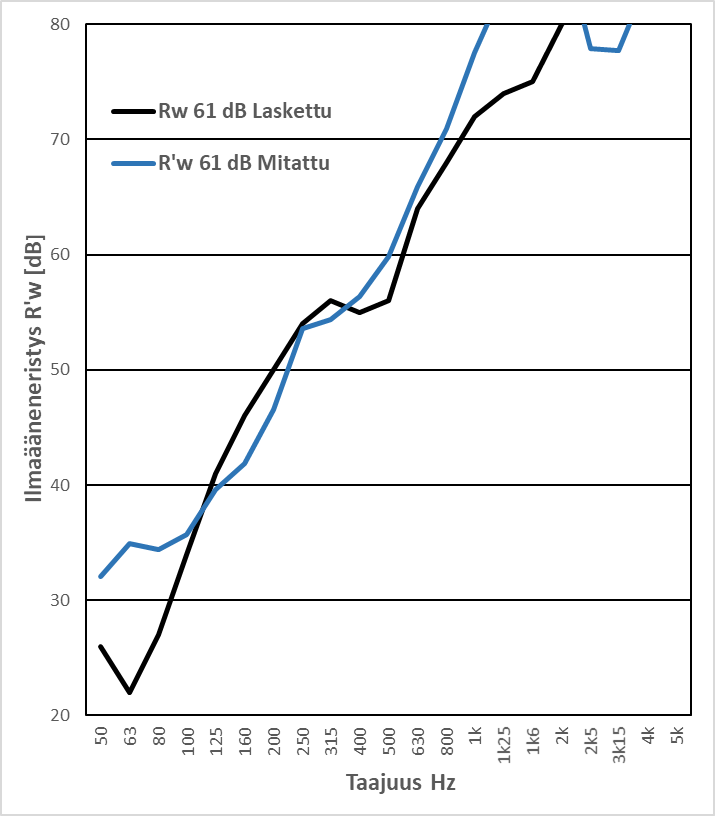 80
70
60
50
40
30
20
Rw 61 dB Laskettu
R'w 61 dB Mitattu
Ilmaääneneristys R'w [dB]
50 63 80 100 125 160 200 250 315 400 500 630 800 1k 1k25 1k6 2k 2k5 3k15 4k 5k
Taajuus Hz